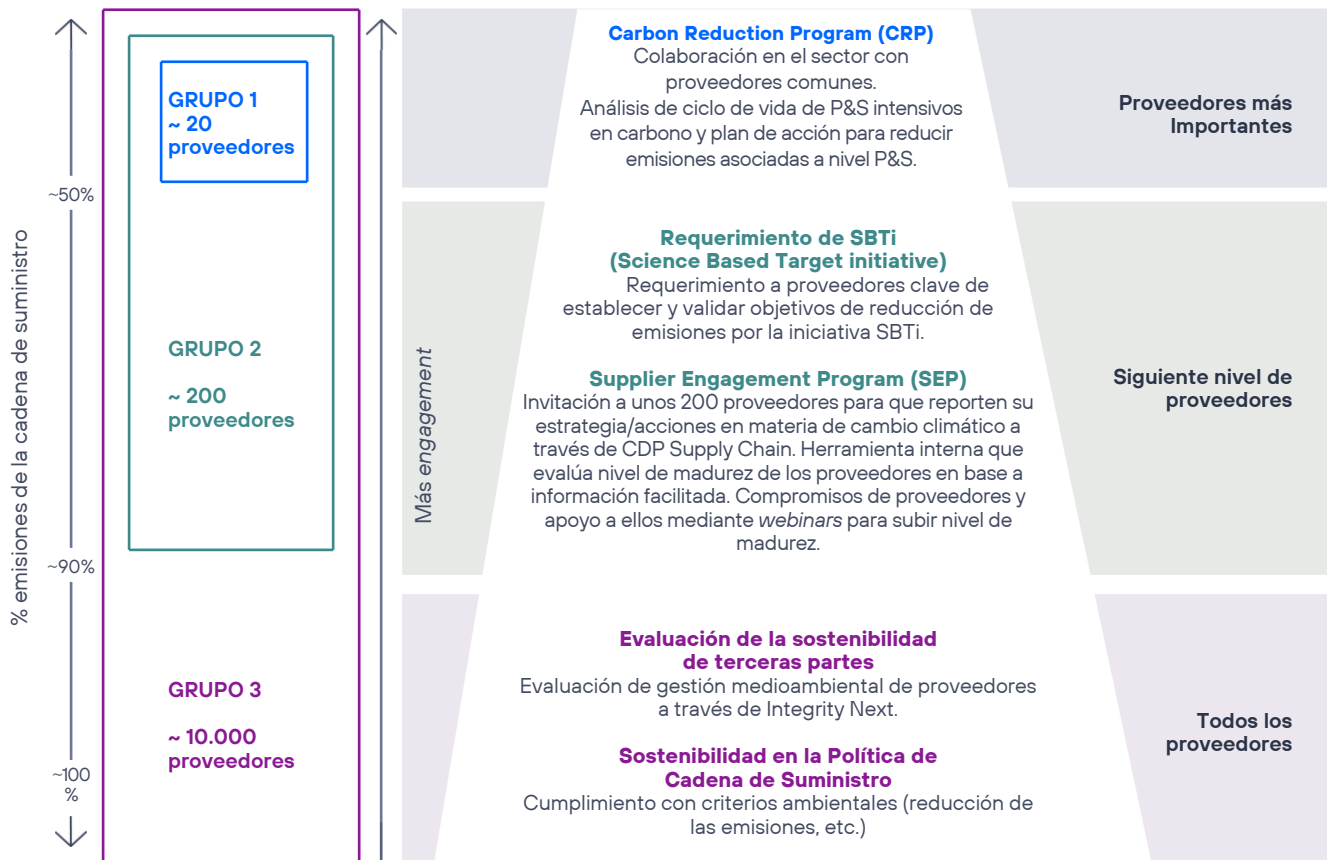 % emisiones de la cadena de suministro
~50%
~90%
~100
%
GRUPO 1
~ 20
proveedores
GRUPO 2
~ 200
proveedores
GRUPO 3
~ 10.000
proveedores
Más engagement
Carbon Reduction Program (CRP)
Colaboración en el sector con
proveedores comunes.
Análisis de ciclo de vida de P&S intensivos
en carbono y plan de acción para reducir
emisiones asociadas a nivel P&S.
Proveedores más
Importantes
Requerimiento de SBTi
(Science Based Target initiative)
Requerimiento a proveedores clave de
establecer y validar objetivos de reducción de
emisiones por la iniciativa SBTi.
Supplier Engagement Program (SEP)
Invitación a unos 200 proveedores para que reporten su
estrategia/acciones en materia de cambio climático a
través de CDP Supply Chain. Herramienta interna que
evalúa nivel de madurez de los proveedores en base a
información facilitada. Compromisos de proveedores y
apoyo a ellos mediante webinars para subir nivel de
madurez.
Siguiente nivel de
proveedores
Evaluación de la sostenibilidad
de terceras partes
Evaluación de gestión medioambiental de proveedores
a través de Integrity Next.
Sostenibilidad en la Política de
Cadena de Suministro
Cumplimiento con criterios ambientales (reducción de
las emisiones, etc.)
Todos los
proveedores